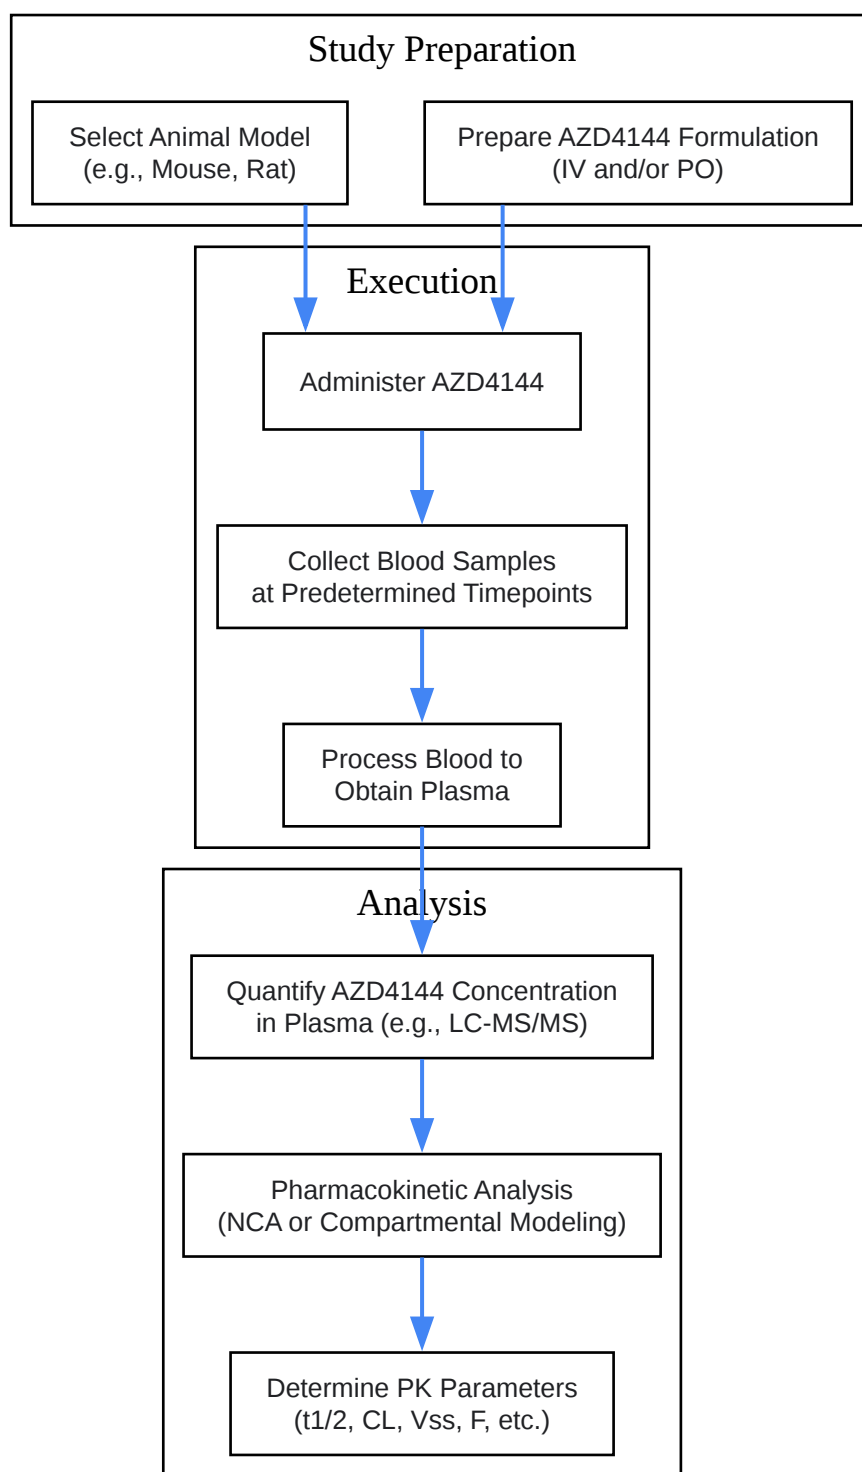 Study Preparation
Select Animal Model
(e.g., Mouse, Rat)
Prepare AZD4144 Formulation
(IV and/or PO)
Execution
Administer AZD4144
Collect Blood Samples
at Predetermined Timepoints
Process Blood to
Obtain Plasma
Analysis
Quantify AZD4144 Concentration
in Plasma (e.g., LC-MS/MS)
Pharmacokinetic Analysis
(NCA or Compartmental Modeling)
Determine PK Parameters
(t1/2, CL, Vss, F, etc.)